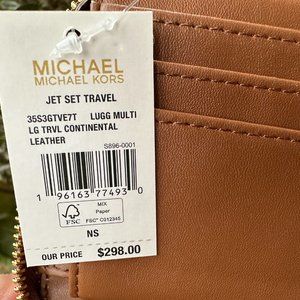 MICHAEL
MICHAEL KORS
JET SET TRAVEL
35S3GTVE7T LUGG MULTI
LG TRVL CONTINENTAL
LEATHER
S896-0001
1 96163 77493 0
FSC
MIX
Paper
FSC® C012345
NS
OUR PRICE $298.00